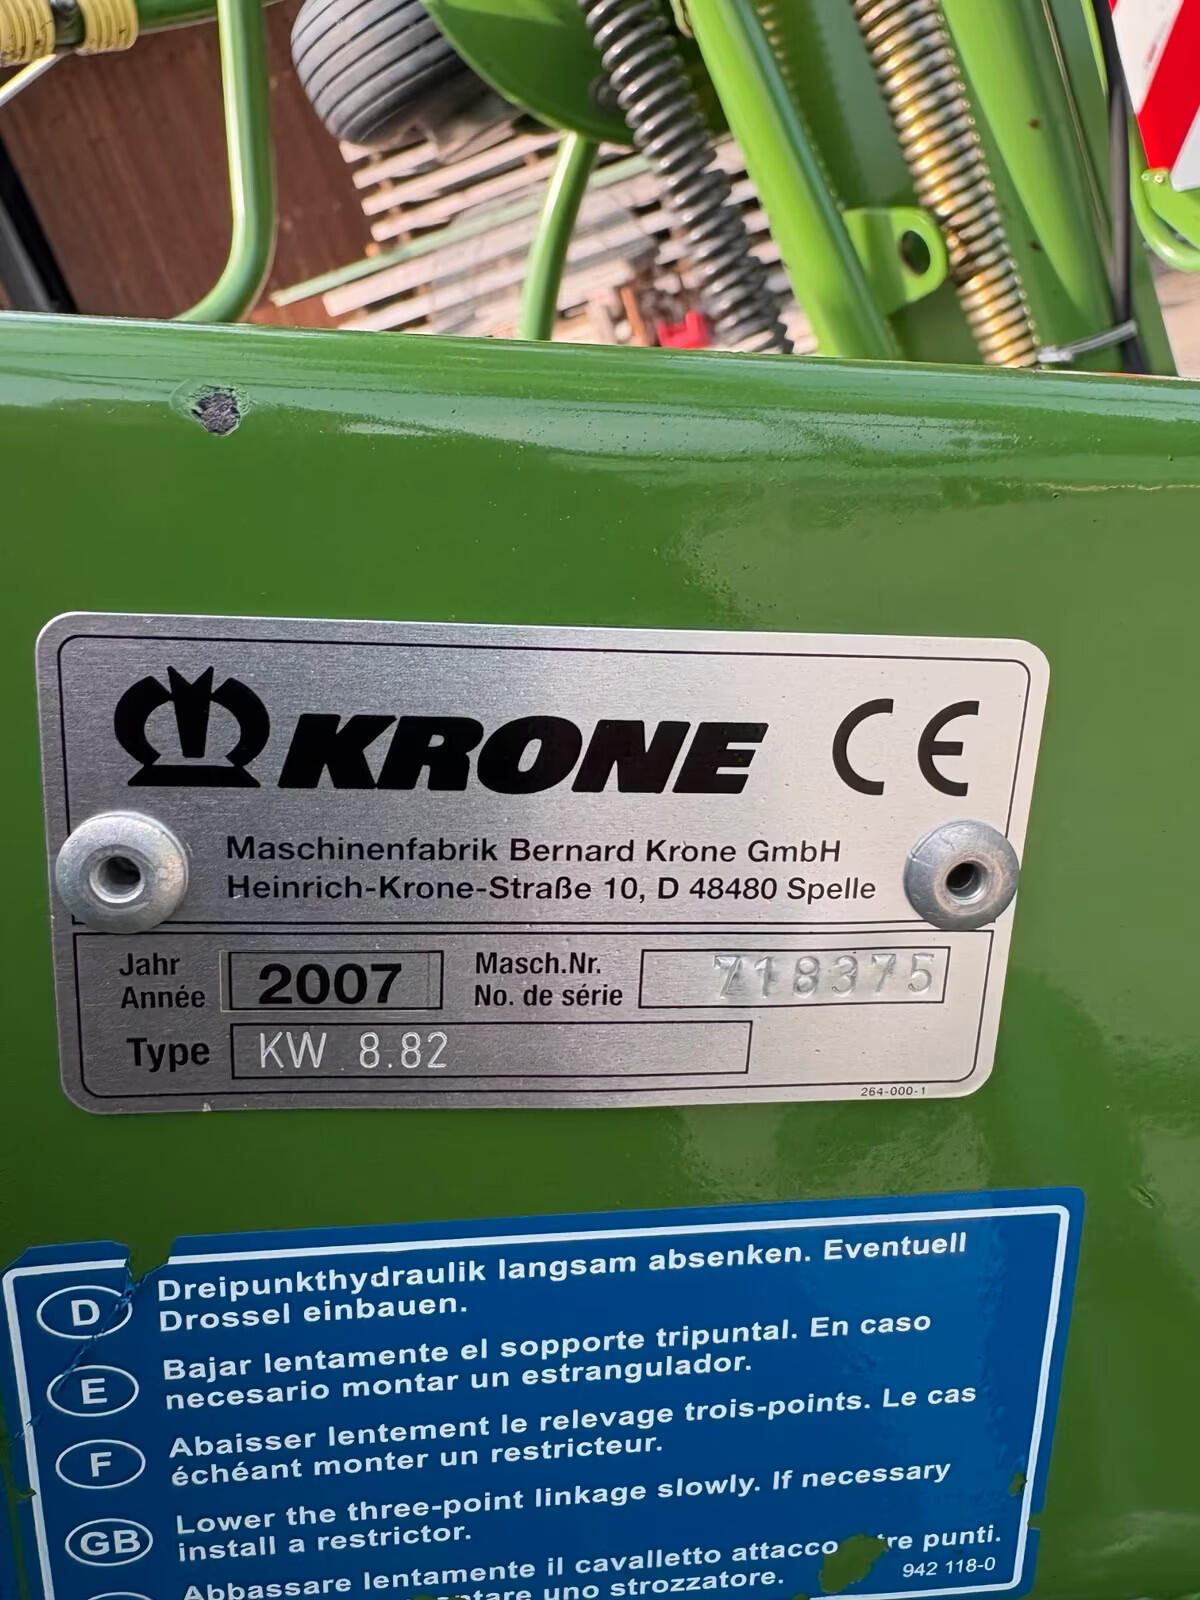 KRONE CE
Maschinenfabrik Bernard Krone GmbH
Heinrich-Krone-Straße 10, D 48480 Spelle
Jahr
Année
2007
Masch.Nr.
No. de série
718375
Type KW 8.82
264-000-1
D Dreipunkthydraulik langsam absenken. Eventuell
Drossel einbauen.
E Bajar lentamente el sopporte tripuntal. En caso
necesario montar un estrangulador.
F Abaisser lentement le relevage trois-points. Le cas
échéant monter un restricteur.
GB Lower the three-point linkage slowly. If necessary
install a restrictor.
Abbassare lentamente il cavalletto attacco punti.
uno strozzatore.
942 118-0